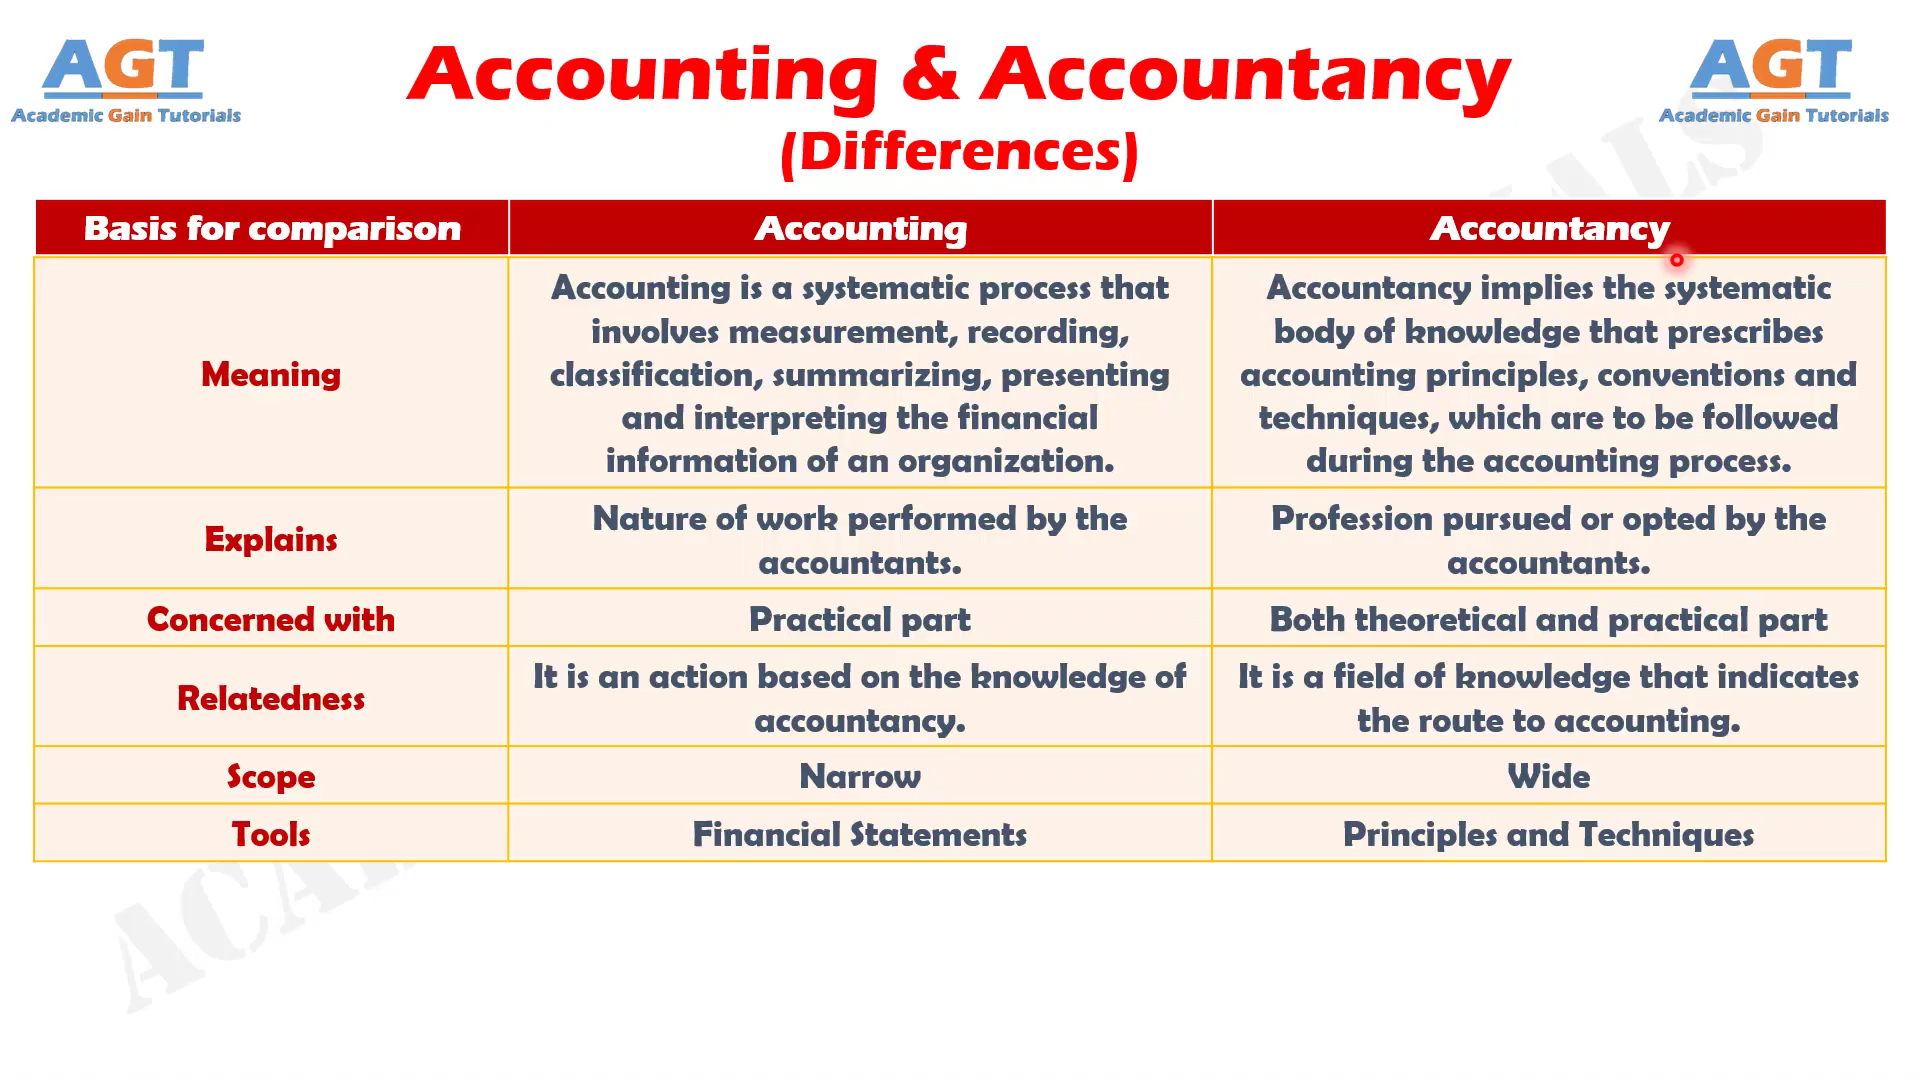 AGT
Academic Gain Tutorials
Accounting & Accountancy
(Differences)
AGT
Academic Gain Tutorials
Basis for comparison
Accounting
Accountancy
Meaning
Accounting is a systematic process that
involves measurement, recording,
classification, summarizing, presenting
and interpreting the financial
information of an organization.
Accountancy implies the systematic
body of knowledge that prescribes
accounting principles, conventions and
techniques, which are to be followed
during the accounting process.
Explains
Nature of work performed by the
accountants.
Profession pursued or opted by the
accountants.
Concerned with
Practical part
Both theoretical and practical part
Relatedness
It is an action based on the knowledge of
accountancy.
It is a field of knowledge that indicates
the route to accounting.
Scope
Narrow
Wide
Tools
Financial Statements
Principles and Techniques